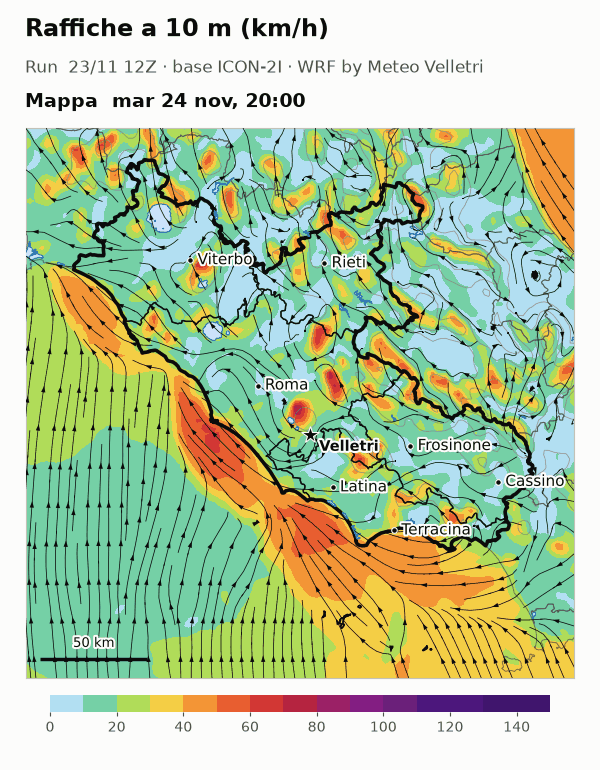 Raffiche a 10 m (km/h)
Run  23/11 12Z · base ICON-2I · WRF by Meteo Velletri
Mappa  mar 24 nov, 20:00
Viterbo
Rieti
Roma
Velletri
Frosinone
Latina
Cassino
Terracina
50 km
0 20 40 60 80 100 120 140